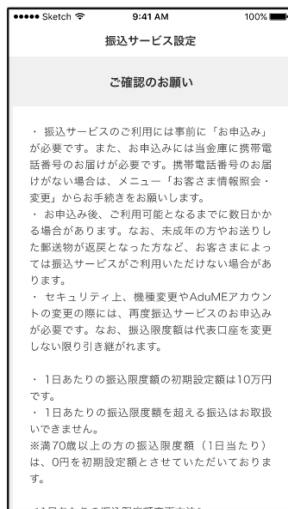 ●●●●● Sketch 9:41 AM 100%
振込サービス設定
ご確認のお願い
・ 振込サービスのご利用には事前に「お申込み」
が必要です。また、お申込みには当金庫に携帯電
話番号のお届けが必要です。携帯電話番号のお届
けがない場合は、メニュー「お客さま情報照会・
変更」からお手続きをお願いします。
・ お申込み後、ご利用可能となるまでに数日かか
る場合があります。なお、未成年の方やお送りし
た郵送物が返戻となった方など、お客さまによっ
ては振込サービスがご利用いただけない場合があ
ります。
・ セキュリティ上、機種変更やAduMEアカウン
トの変更の際には、再度振込サービスのお申込み
が必要です。なお、振込限度額は代表口座を変更
しない限り引き継がれます。
・ 1日あたりの振込限度額の初期設定額は10万円
です。
・ 1日あたりの振込限度額を超える振込はお取扱
いできません。
※満70歳以上の方の振込限度額（1日当たり）
は、0円を初期設定額とさせていただいておりま
す。